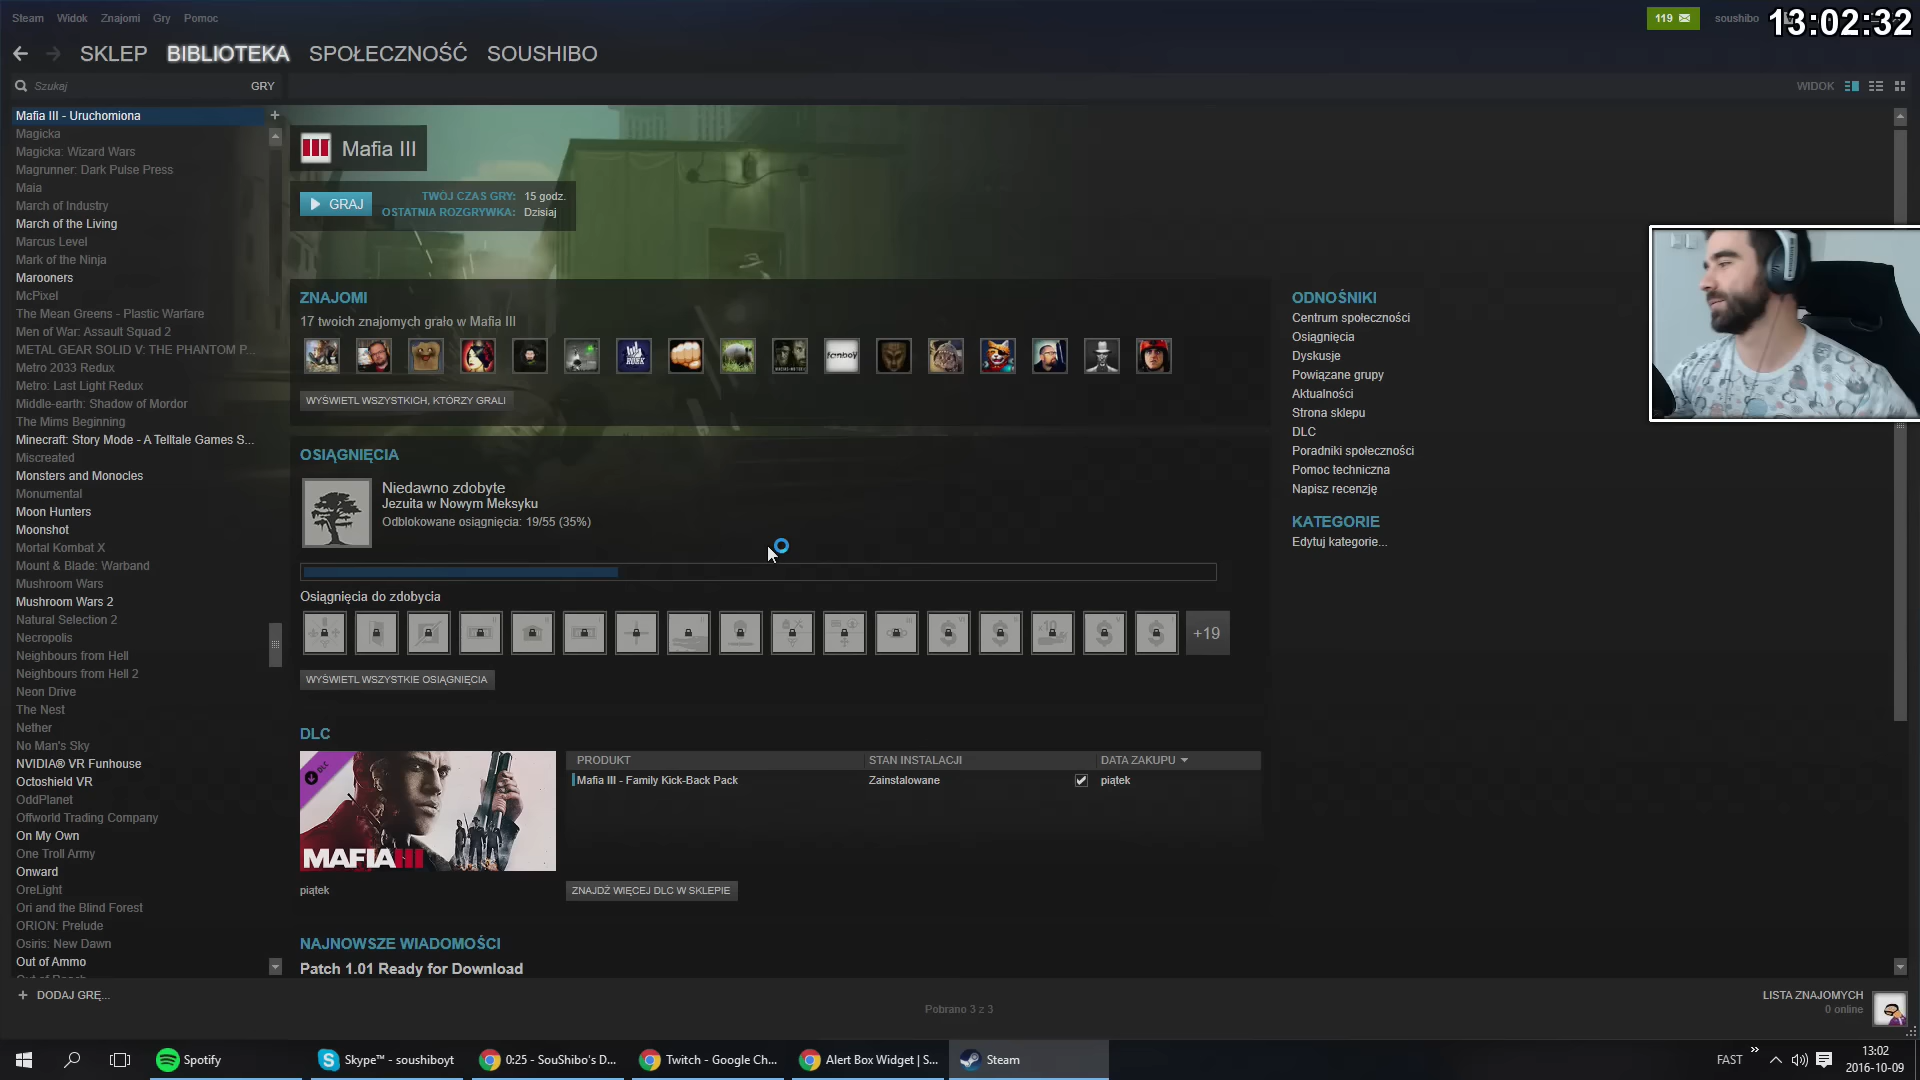 Steam Widok Znajomi Gry Pomoc
119 soushibo 13:02:32
SKLEP BIBLIOTEKA SPOŁECZNOŚĆ SOUSHIBO
Szukaj GRY WIDOK
Mafia III - Uruchomiona
Magicka
Magicka: Wizard Wars
Magrunner: Dark Pulse Press
Maia
March of Industry
March of the Living
Marcus Level
Mark of the Ninja
Marooners
McPixel
The Mean Greens - Plastic Warfare
Men of War: Assault Squad 2
METAL GEAR SOLID V: THE PHANTOM P...
Metro 2033 Redux
Metro: Last Light Redux
Middle-earth: Shadow of Mordor
The Mims Beginning
Minecraft: Story Mode - A Telltale Games S...
Miscreated
Monsters and Monocles
Monumental
Moon Hunters
Moonshot
Mortal Kombat X
Mount & Blade: Warband
Mushroom Wars
Mushroom Wars 2
Natural Selection 2
Necropolis
Neighbours from Hell
Neighbours from Hell 2
Neon Drive
The Nest
Nether
No Man's Sky
NVIDIA® VR Funhouse
Octoshield VR
OddPlanet
Offworld Trading Company
On My Own
One Troll Army
Onward
OreLight
Ori and the Blind Forest
ORION: Prelude
Osiris: New Dawn
Out of Ammo
DODAJ GRĘ...
Mafia III
GRAJ
TWÓJ CZAS GRY: 15 godz.
OSTATNIA ROZGRYWKA: Dzisiaj
ZNAJOMI
17 twoich znajomych grało w Mafia III
fanboy
WYŚWIETL WSZYSTKICH, KTÓRZY GRALI
OSIĄGNIĘCIA
Niedawno zdobyte
Jezuita w Nowym Meksyku
Odblokowane osiągnięcia: 19/55 (35%)
Osiągnięcia do zdobycia
+19
WYŚWIETL WSZYSTKIE OSIĄGNIĘCIA
DLC
DLC
MAFIA III
piątek
PRODUKT STAN INSTALACJI DATA ZAKUPU
Mafia III - Family Kick-Back Pack Zainstalowane piątek
ZNAJDŹ WIĘCEJ DLC W SKLEPIE
NAJNOWSZE WIADOMOŚCI
Patch 1.01 Ready for Download
ODNOŚNIKI
Centrum społeczności
Osiągnięcia
Dyskusje
Powiązane grupy
Aktualności
Strona sklepu
DLC
Poradniki społeczności
Pomoc techniczna
Napisz recenzję
KATEGORIE
Edytuj kategorie...
Pobrano 3 z 3
LISTA ZNAJOMYCH
0 online
Spotify
Skype™ - soushiboyt
0:25 - SouShibo's D...
Twitch - Google Ch...
Alert Box Widget | S...
Steam
FAST
13:02
2016-10-09